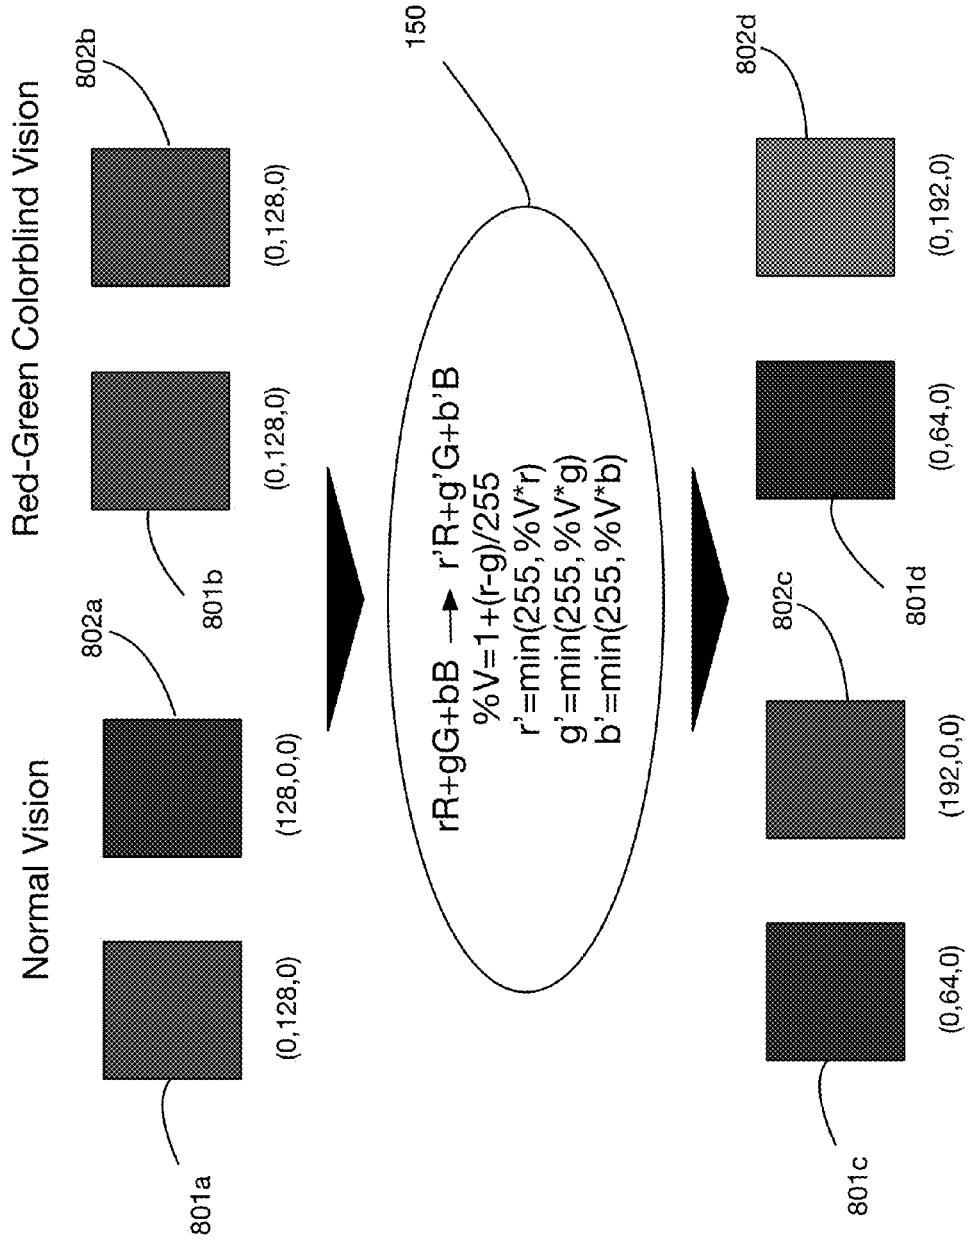 Normal Vision
Red-Green Colorblind Vision
801a
802a
801b
802b
(0,128,0)
(128,0,0)
(0,128,0)
(0,128,0)
150
rR+gG+bB → r'R+g'G+b'B
%V=1+(r-g)/255
r'=min(255,%V*r)
g'=min(255,%V*g)
b'=min(255,%V*b)
801c
802c
801d
802d
(0,64,0)
(192,0,0)
(0,64,0)
(0,192,0)